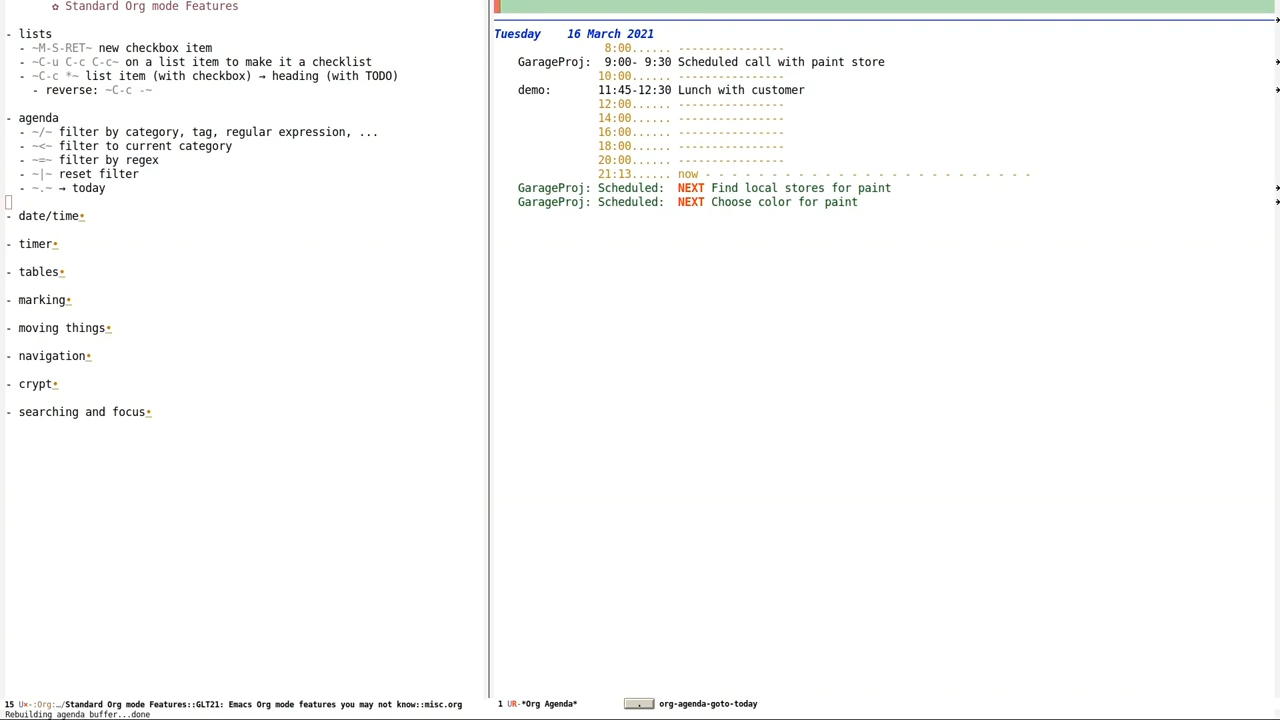 ✿ Standard Org mode Features
- lists
- ~M-S-RET~ new checkbox item
- ~C-u C-c C-c~ on a list item to make it a checklist
- ~C-c *~ list item (with checkbox) → heading (with TODO)
- reverse: ~C-c -~
- agenda
- ~/~ filter by category, tag, regular expression, ...
- ~<~ filter to current category
- ~=~ filter by regex
- ~|~ reset filter
- ~.~ → today
- date/time•
- timer•
- tables•
- marking•
- moving things•
- navigation•
- crypt•
- searching and focus•
15 U×-:Org:…/Standard Org mode Features::GLT21: Emacs Org mode features you may not know::misc.org
Rebuilding agenda buffer...done
Tuesday    16 March 2021
8:00...... ----------------
GarageProj:  9:00- 9:30 Scheduled call with paint store
10:00...... ----------------
demo:       11:45-12:30 Lunch with customer
12:00...... ----------------
14:00...... ----------------
16:00...... ----------------
18:00...... ----------------
20:00...... ----------------
21:13...... now - - - - - - - - - - - - - - - - - - - - - - - - -
GarageProj: Scheduled:  NEXT Find local stores for paint
GarageProj: Scheduled:  NEXT Choose color for paint
1 UR-*Org Agenda*    .    org-agenda-goto-today